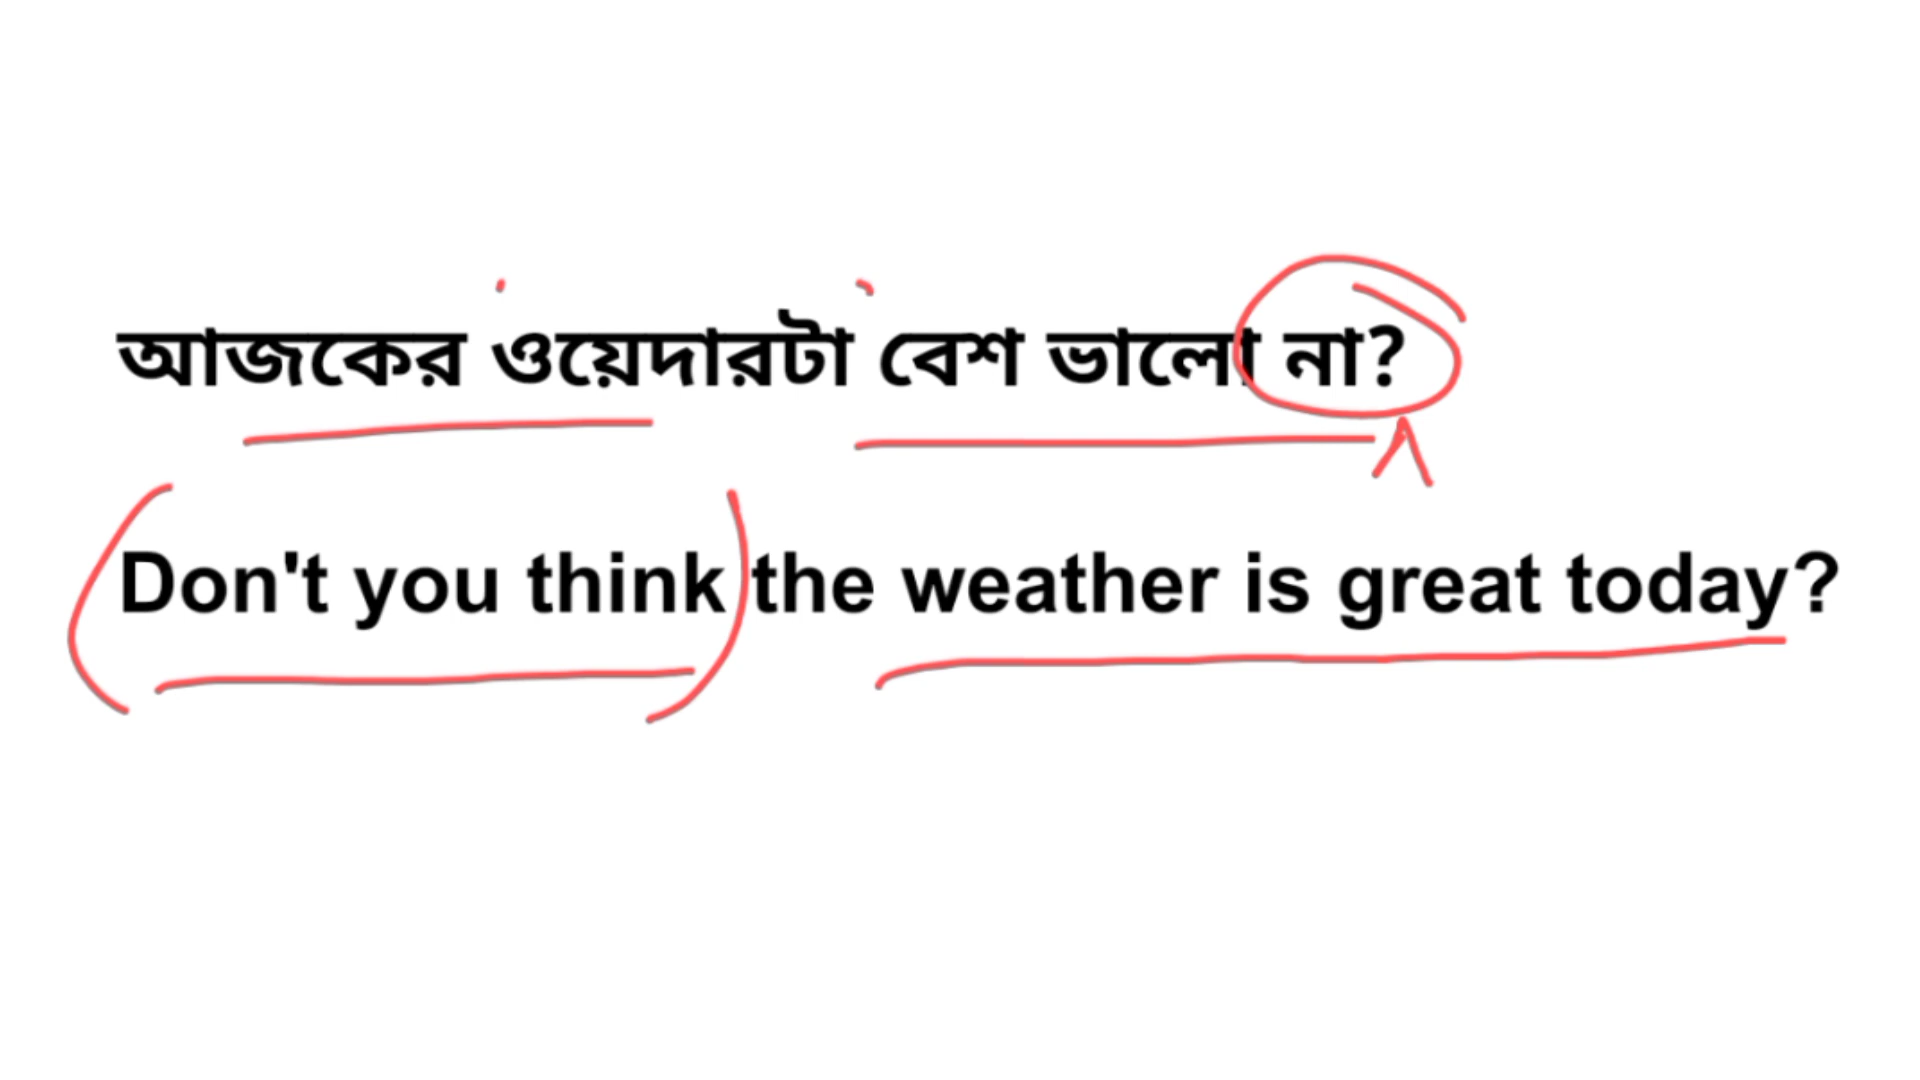 আজকের ওয়েদারটা বেশ ভালো না?
Don't you think the weather is great today?